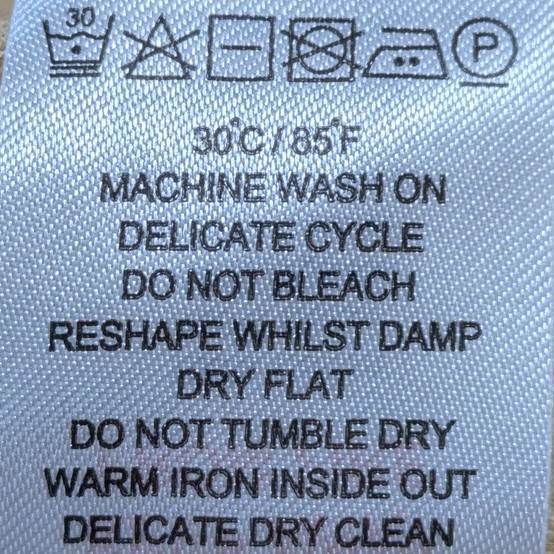 30
P
30°C / 85°F
MACHINE WASH ON
DELICATE CYCLE
DO NOT BLEACH
RESHAPE WHILST DAMP
DRY FLAT
DO NOT TUMBLE DRY
WARM IRON INSIDE OUT
DELICATE DRY CLEAN